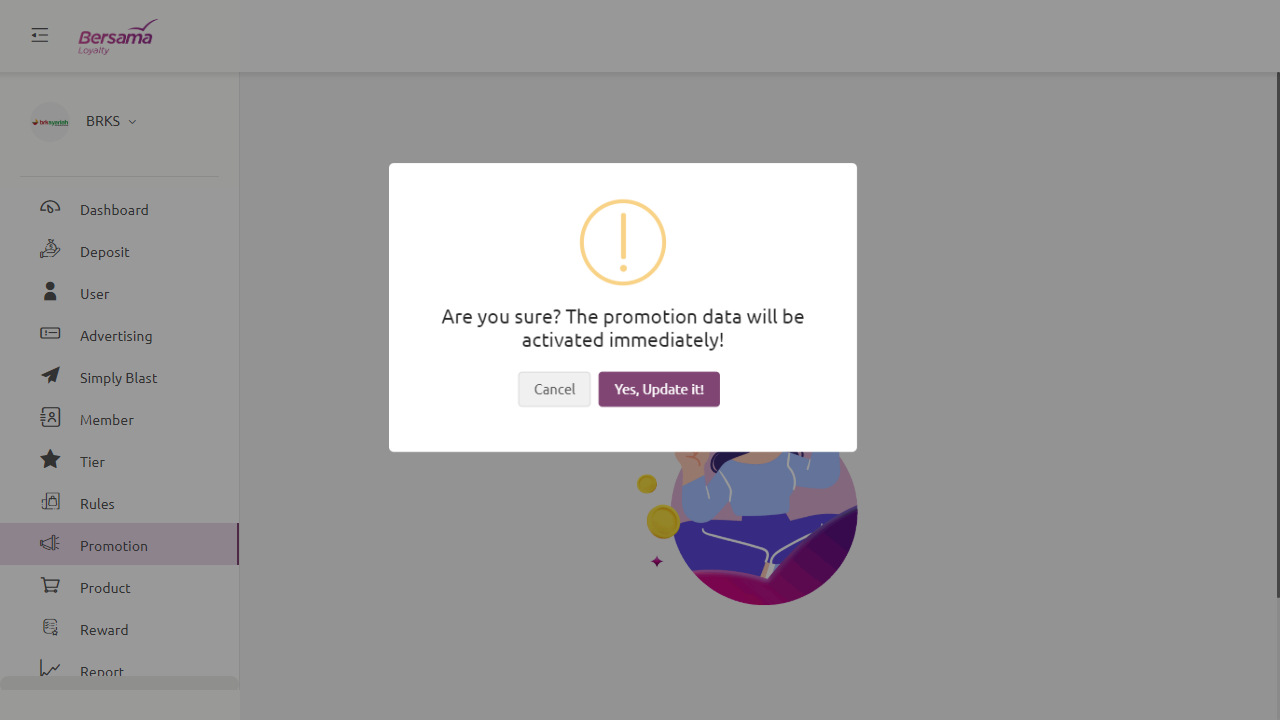 Bersama
Loyalty
brksyariah
BRKS
Dashboard
Deposit
User
Advertising
Simply Blast
Member
Tier
Rules
Promotion
Product
Reward
Report
Are you sure? The promotion data will be
activated immediately!
Cancel
Yes, Update it!